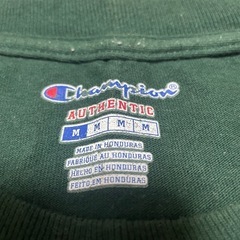 Champion
AUTHENTIC
M M M M
MADE IN HONDURAS
FABRIQUÉ AU HONDURAS
HECHO EN HONDURAS
FEITO EM HONDURAS